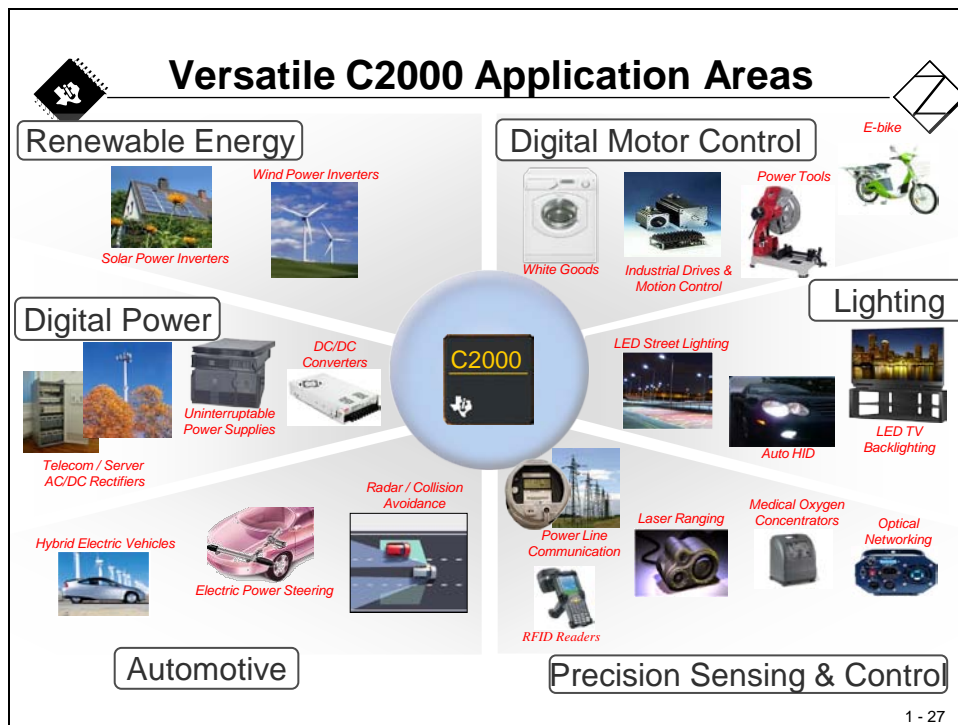 Versatile C2000 Application Areas
Renewable Energy
Wind Power Inverters
Solar Power Inverters
Digital Motor Control
E-bike
Power Tools
White Goods
Industrial Drives &
Motion Control
Digital Power
DC/DC
Converters
Uninterruptable
Power Supplies
Telecom / Server
AC/DC Rectifiers
C2000
Lighting
LED Street Lighting
Auto HID
LED TV
Backlighting
Radar / Collision
Avoidance
Hybrid Electric Vehicles
Electric Power Steering
Automotive
Power Line
Communication
Laser Ranging
Medical Oxygen
Concentrators
Optical
Networking
RFID Readers
Precision Sensing & Control
1 - 27